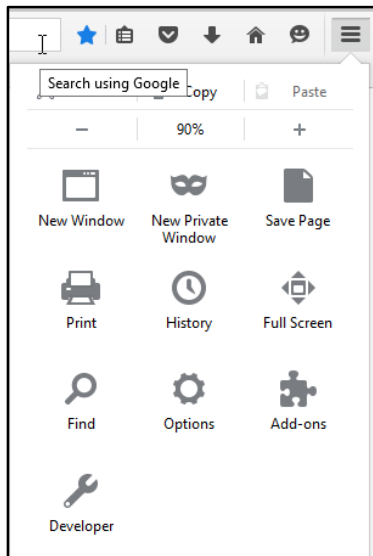 Search using Google
Copy
Paste
− 90% +
New Window
New Private
Window
Save Page
Print
History
Full Screen
Find
Options
Add-ons
Developer